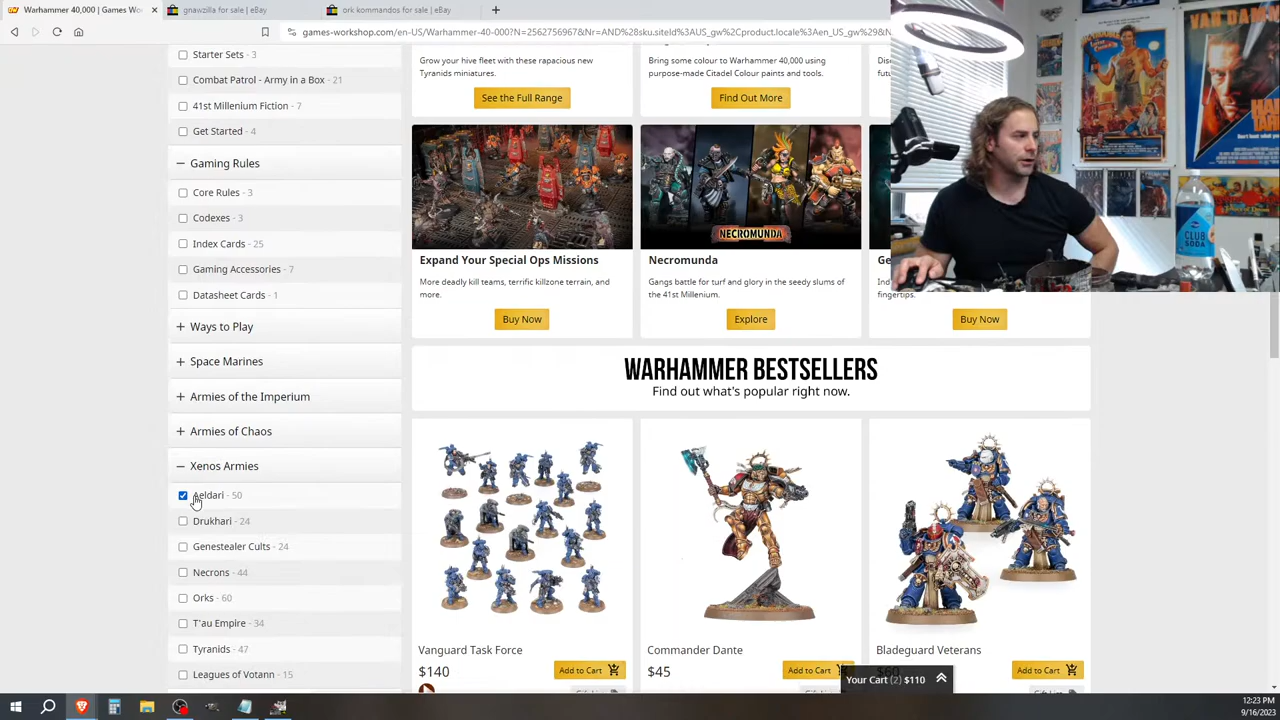 Warhammer 40,000 | Games Wo
gnawzilla for sale | eBay
ork kommandos for sale | eBay
games-workshop.com/en-US/Warhammer-40-000?N=2562756967&Nr=AND%28sku.siteId%3AUS_gw%2Cproduct.locale%3Aen_US_gw%29&
Starter Sets - 3
Combat Patrol - Army in a Box - 21
41st Millenium Fiction - 7
Get Started - 4
Gaming Rules
Core Rules - 3
Codexes - 3
Index Cards - 25
Gaming Accessories - 7
Datasheet Cards - 1
Ways to Play
Space Marines
Armies of the Imperium
Armies of Chaos
Xenos Armies
Aeldari - 50
Drukhari - 24
Genestealer Cults - 24
Necrons - 44
Orks - 60
T'au Empire - 34
Tyranids - 47
Leagues of Votann - 15
Grow your hive fleet with these rapacious new
Tyranids miniatures.
See the Full Range
Bring some colour to Warhammer 40,000 using
purpose-made Citadel Colour paints and tools.
Find Out More
NECROMUNDA
Expand Your Special Ops Missions
More deadly kill teams, terrific killzone terrain, and
more.
Buy Now
Necromunda
Gangs battle for turf and glory in the seedy slums of
the 41st Millenium.
Explore
Ge
fingertips.
Buy Now
WARHAMMER BESTSELLERS
Find out what's popular right now.
Vanguard Task Force
$140
Add to Cart
Commander Dante
$45
Add to Cart
Bladeguard Veterans
Add to Cart
Your Cart (2) $110
VAN DAMME
CLUB
SODA
12:23 PM
9/16/2023